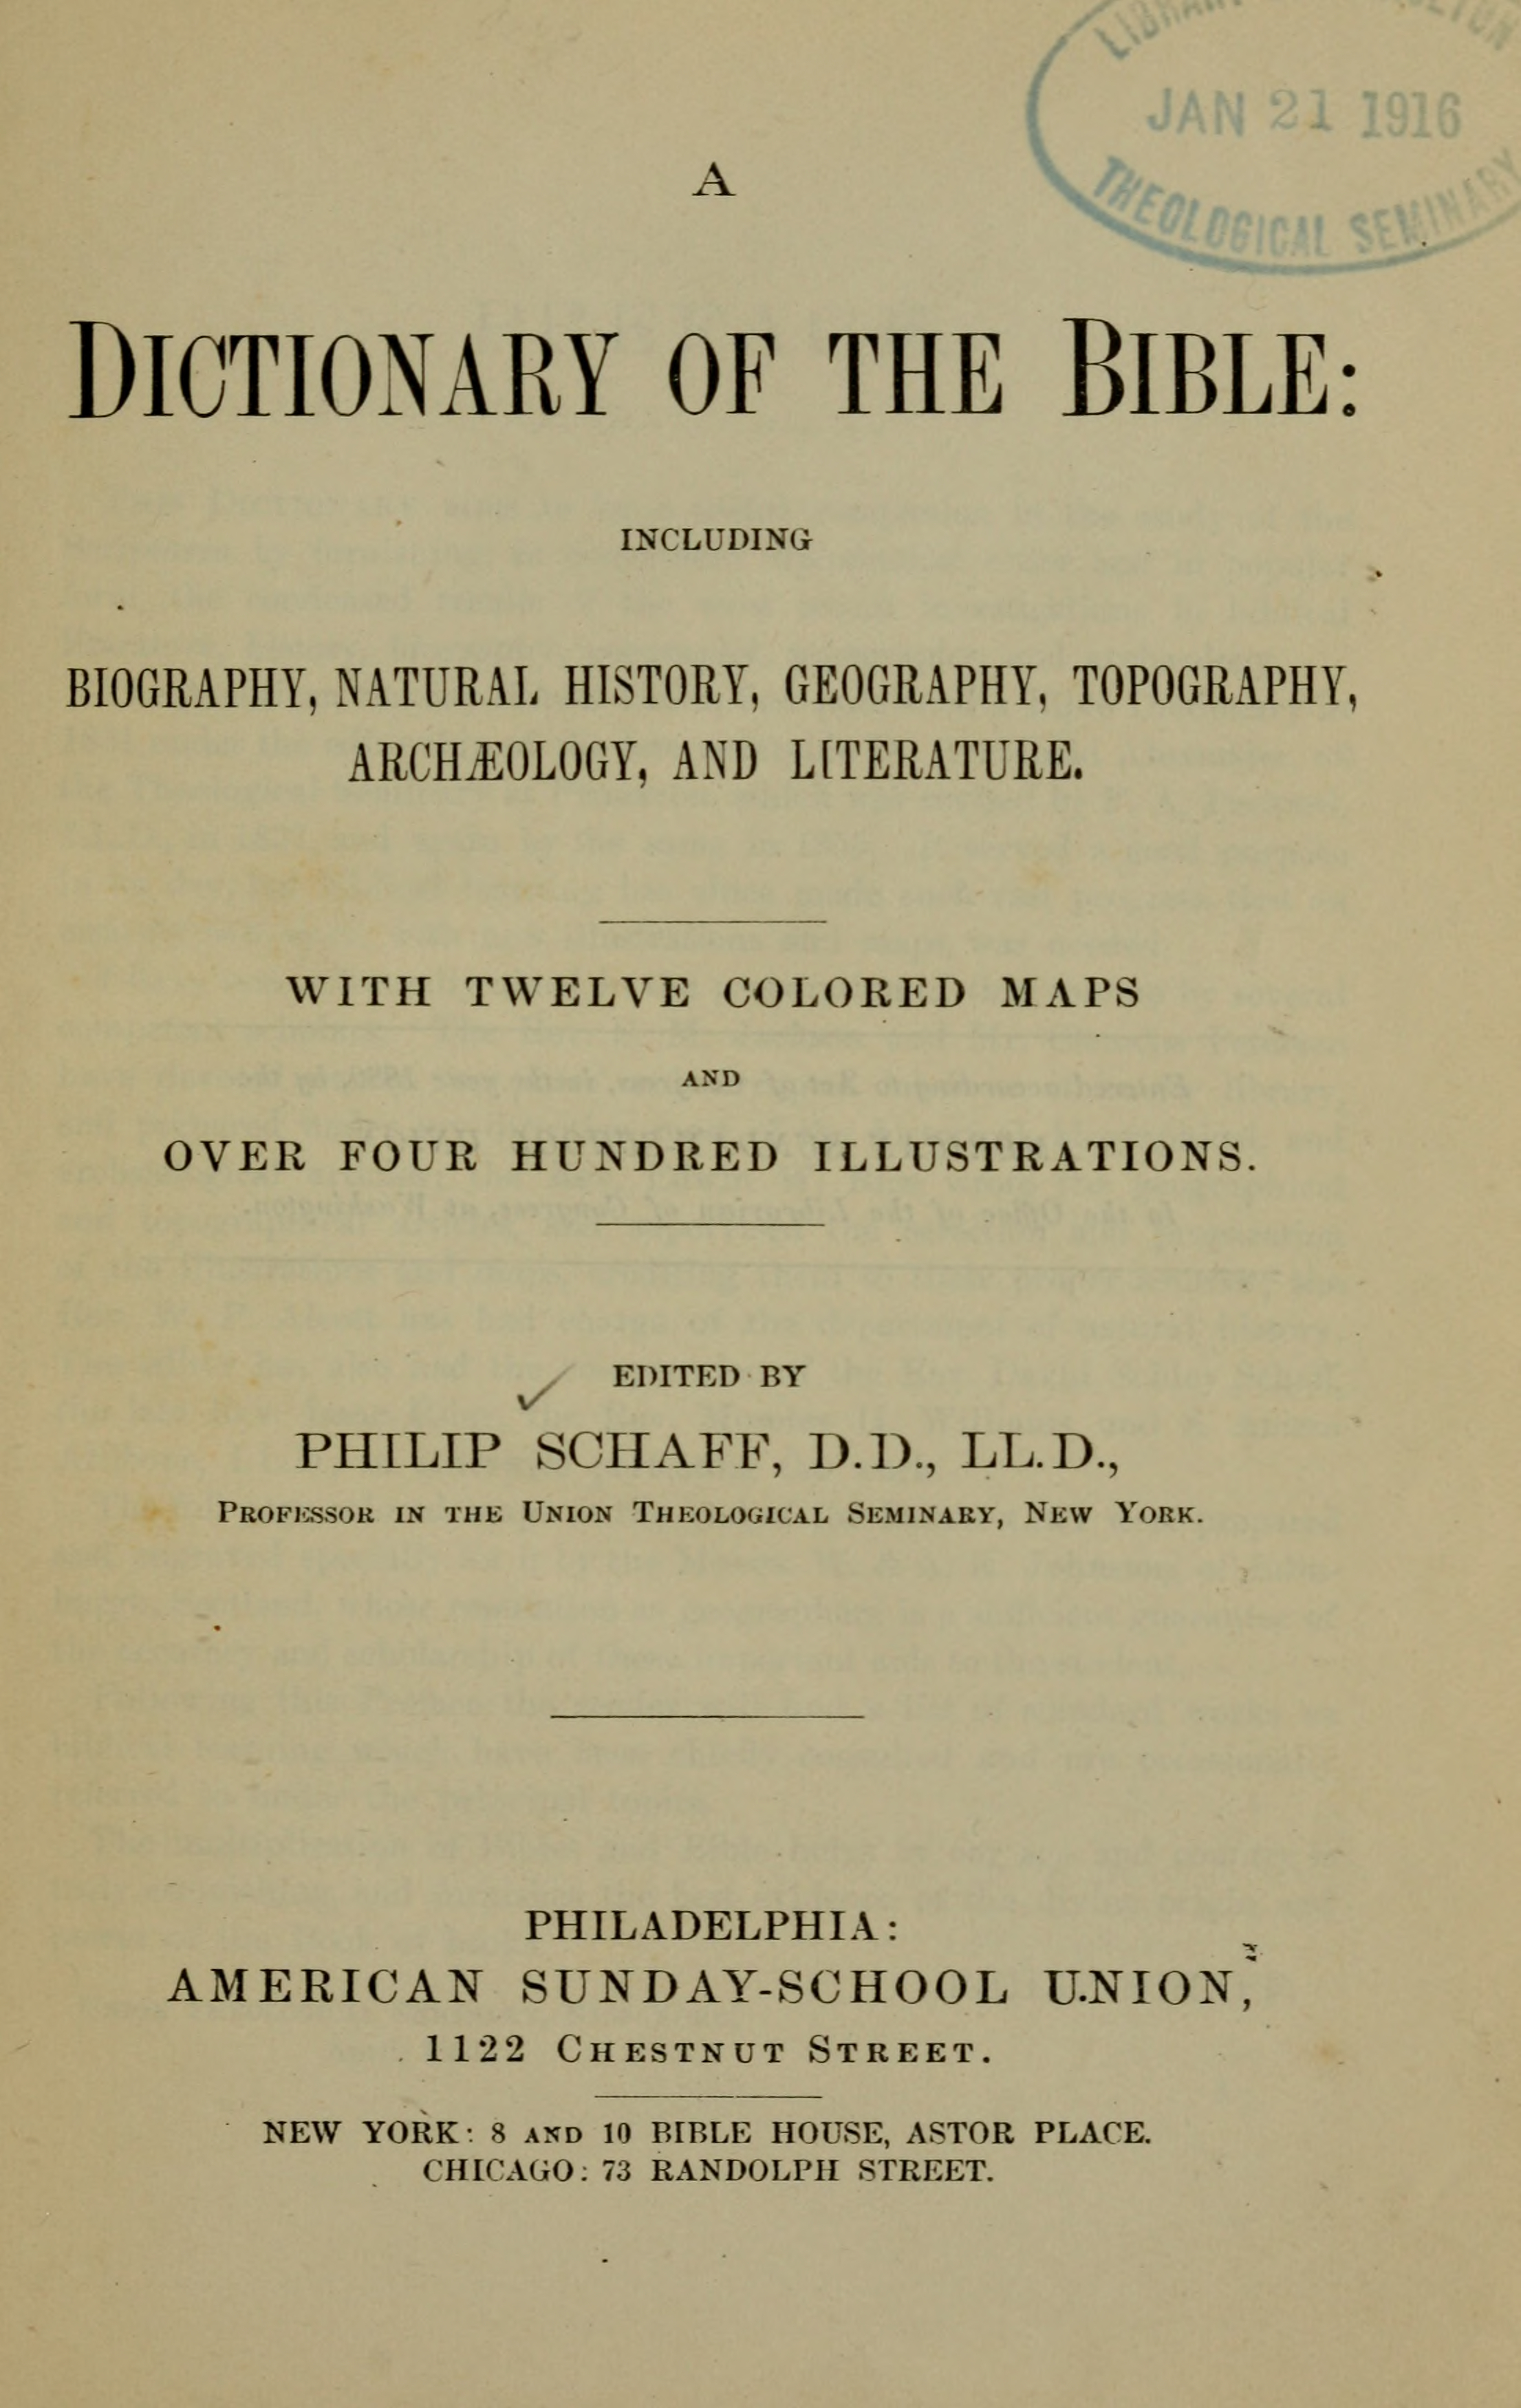 JAN 21 1916
THEOLOGICAL SEMINARY
A
DICTIONARY OF THE BIBLE:
INCLUDING
BIOGRAPHY, NATURAL HISTORY, GEOGRAPHY, TOPOGRAPHY,
ARCHÆOLOGY, AND LITERATURE.
WITH TWELVE COLORED MAPS
AND
OVER FOUR HUNDRED ILLUSTRATIONS.
EDITED BY
PHILIP SCHAFF, D.D., LL.D.,
PROFESSOR IN THE UNION THEOLOGICAL SEMINARY, NEW YORK.
PHILADELPHIA:
AMERICAN SUNDAY-SCHOOL UNION,
1122 CHESTNUT STREET.
NEW YORK: 8 AND 10 BIBLE HOUSE, ASTOR PLACE.
CHICAGO: 73 RANDOLPH STREET.